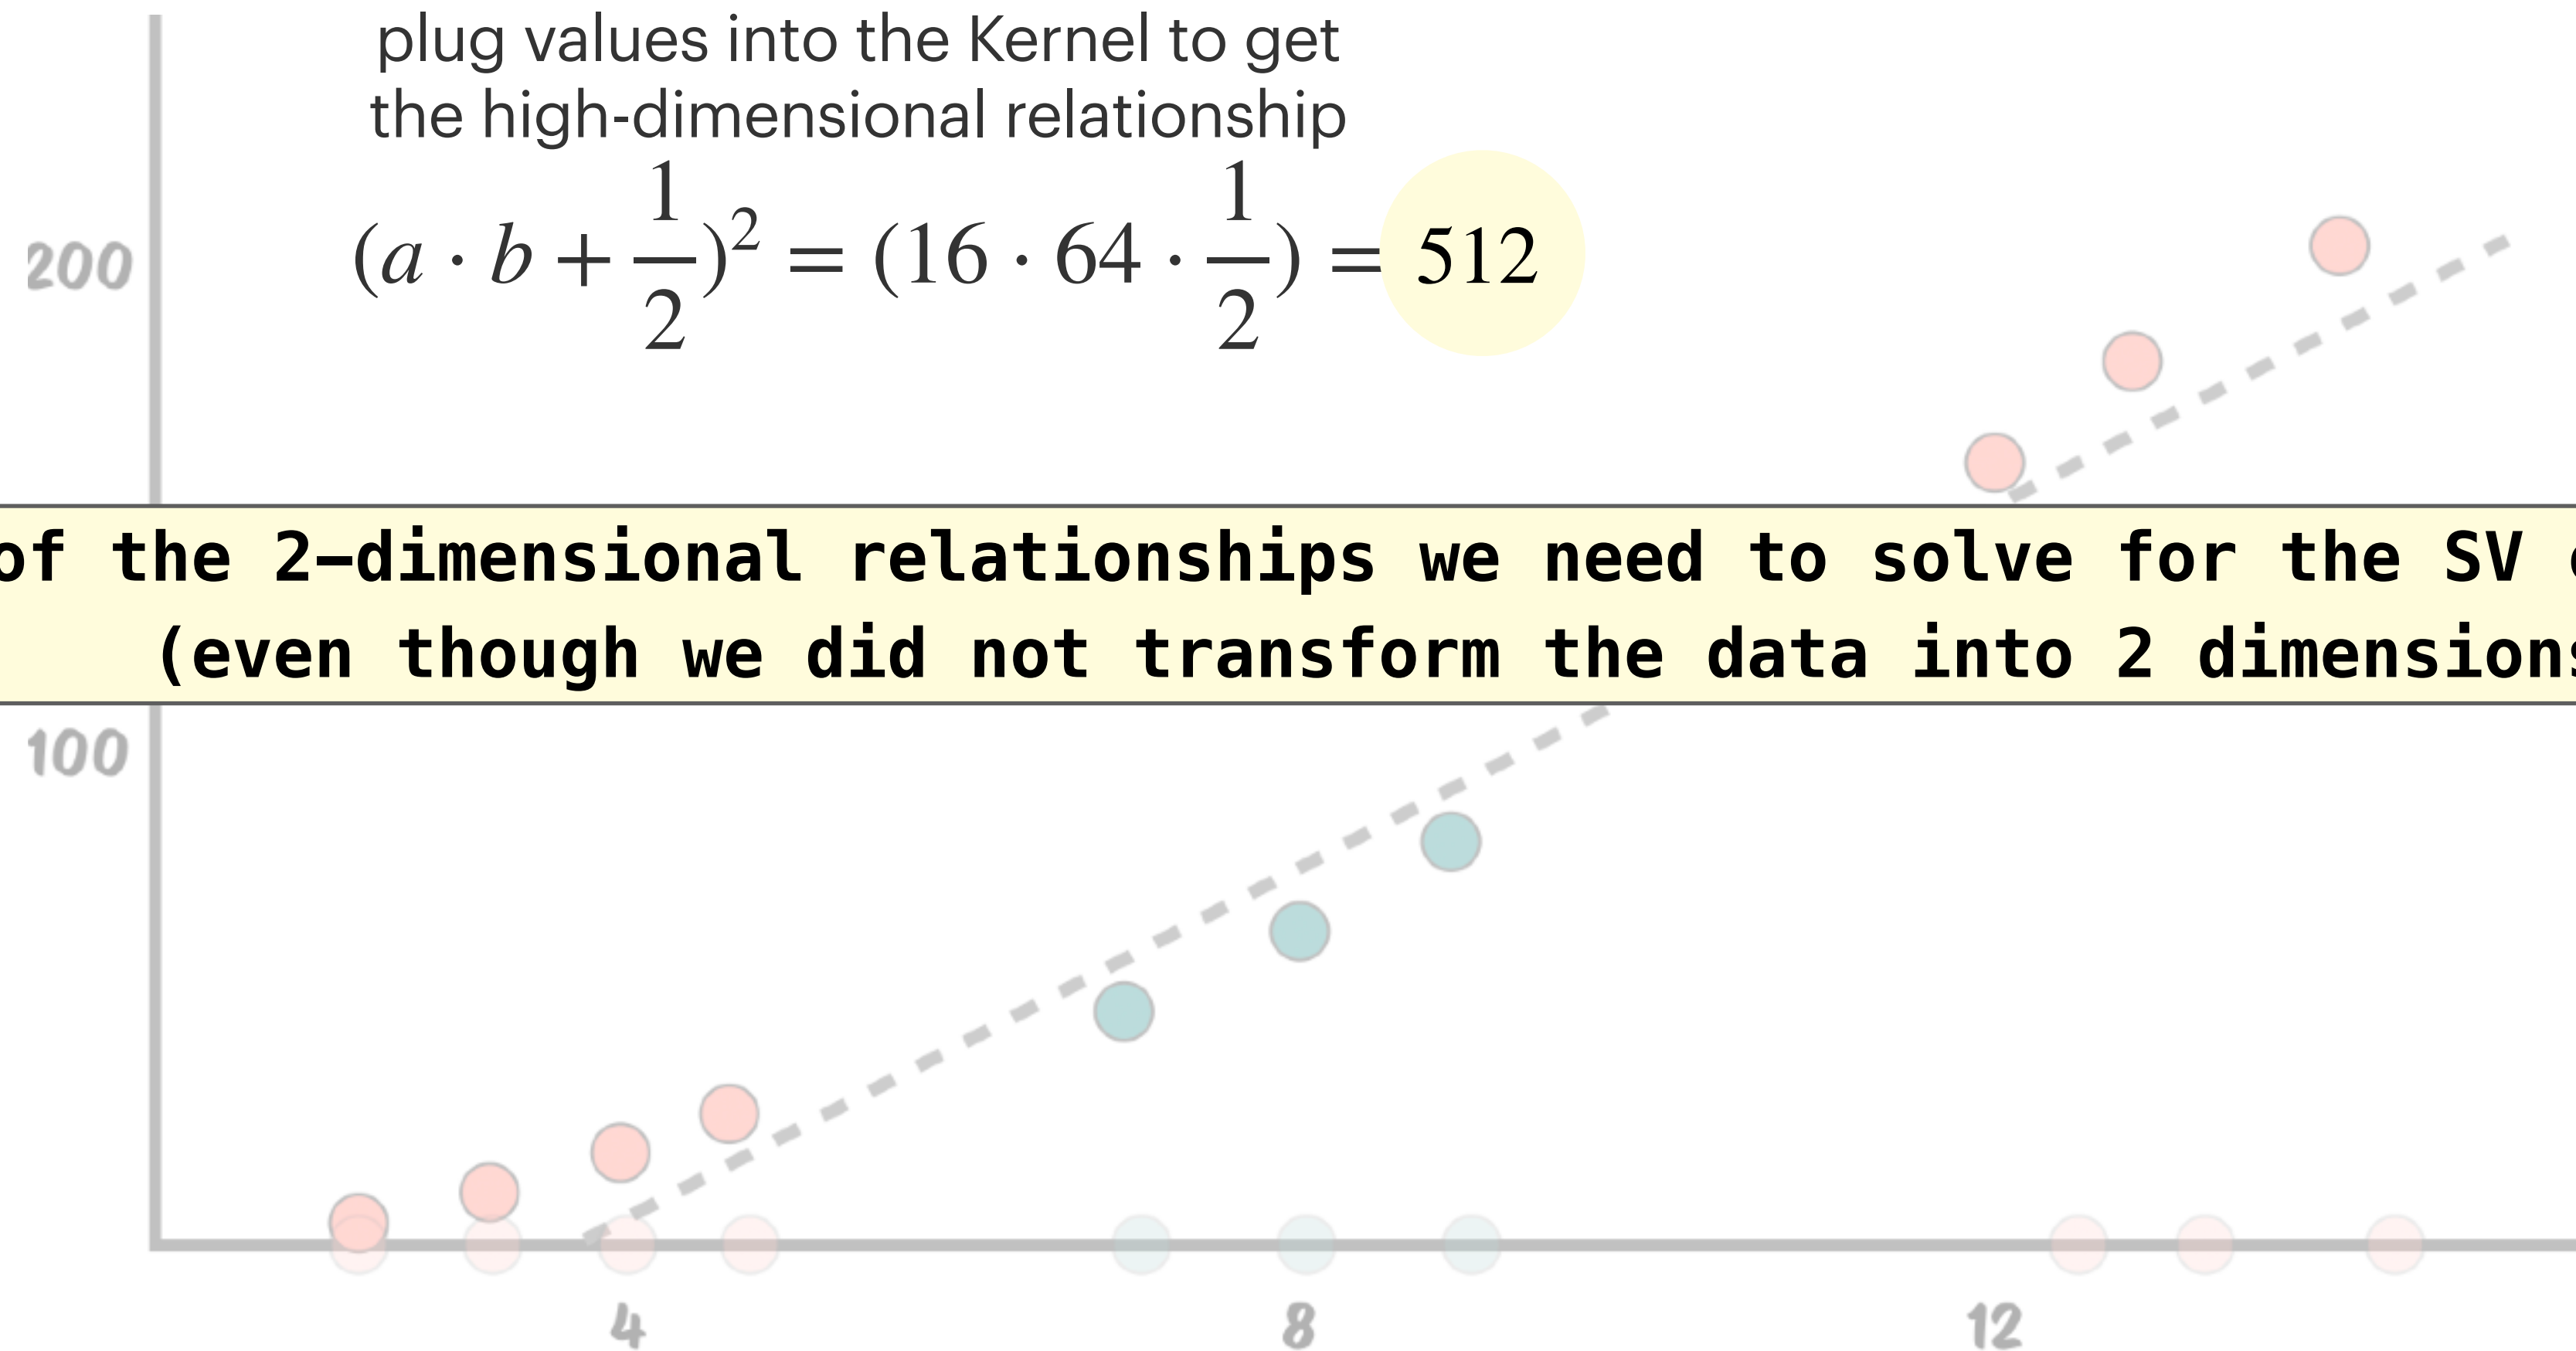 plug values into the Kernel to get
the high-dimensional relationship
(a · b + 1/2)² = (16 · 64 · 1/2) = 512
200
of the 2–dimensional relationships we need to solve for the SV
(even though we did not transform the data into 2 dimensions
100
4 8 12